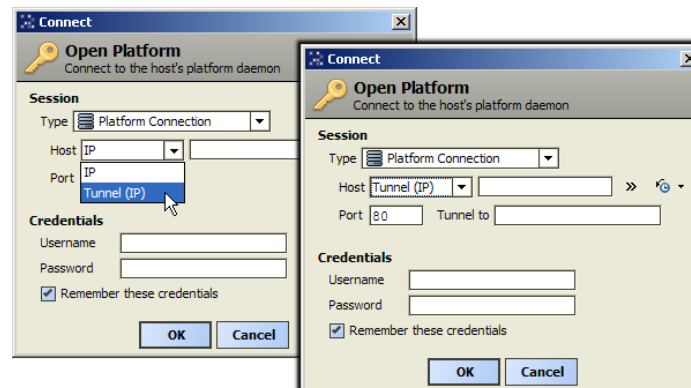 Connect
Open Platform
Connect to the host's platform daemon
Session
Type Platform Connection
Host IP
IP
Tunnel (IP)
Port
Credentials
Username
Password
Remember these credentials
OK Cancel
Connect
Open Platform
Connect to the host's platform daemon
Session
Type Platform Connection
Host Tunnel (IP)
Port 80 Tunnel to
Credentials
Username
Password
Remember these credentials
OK Cancel